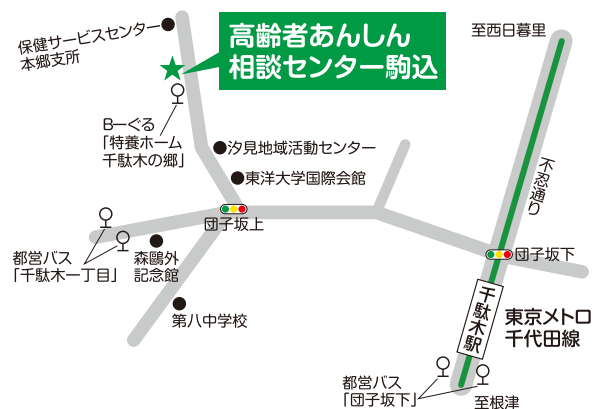 保健サービスセンター
本郷支所
高齢者あんしん
相談センター駒込
至西日暮里
Bーぐる
「特養ホーム
千駄木の郷」
汐見地域活動センター
東洋大学国際会館
不忍通り
団子坂上
都営バス
「千駄木一丁目」
森鷗外
記念館
団子坂下
第八中学校
千駄木駅
東京メトロ
千代田線
都営バス
「団子坂下」
至根津